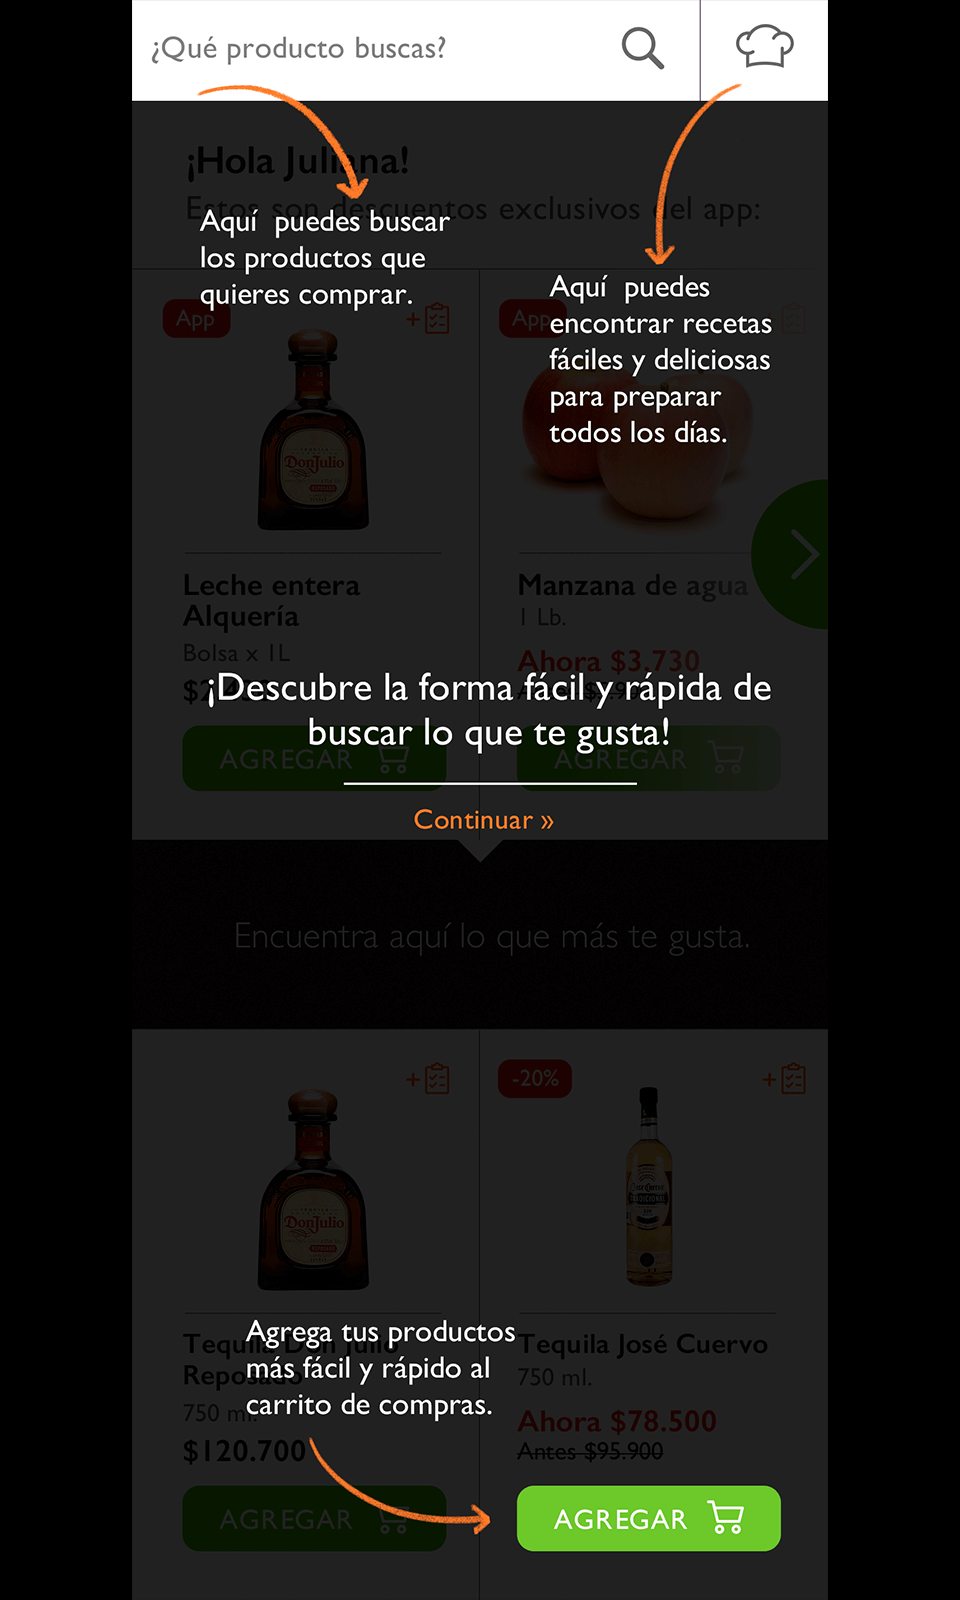 ¿Qué producto buscas?
¡Hola Juliana!
Estos son descuentos exclusivos del app:
Aquí puedes buscar
los productos que
quieres comprar.
Aquí puedes
encontrar recetas
fáciles y deliciosas
para preparar
todos los días.
App
App
DonJulio
Leche entera
Alquería
Bolsa x 1L
Manzana de agua
1 Lb.
Ahora $3.730
¡Descubre la forma fácil y rápida de
buscar lo que te gusta!
AGREGAR
AGREGAR
Continuar »
Encuentra aquí lo que más te gusta.
-20%
DonJulio
TRADICIONAL
Agrega tus productos
más fácil y rápido al
carrito de compras.
Tequila Don Julio
Reposado
750 ml.
$120.700
Tequila José Cuervo
750 ml.
Ahora $78.500
Antes $95.900
AGREGAR
AGREGAR